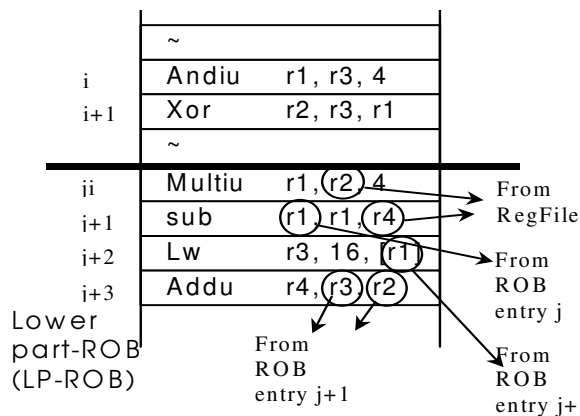 ~
i Andiu r1, r3, 4
i+1 Xor r2, r3, r1
~
ji Multiu r1, r2, 4
j+1 sub r1, r1, r4
j+2 Lw r3, 16, [r1]
j+3 Addu r4, r3, r2
From
RegFile
From
ROB
entry j
From
ROB
entry j+
Lower
part-ROB
(LP-ROB)
From
ROB
entry j+1